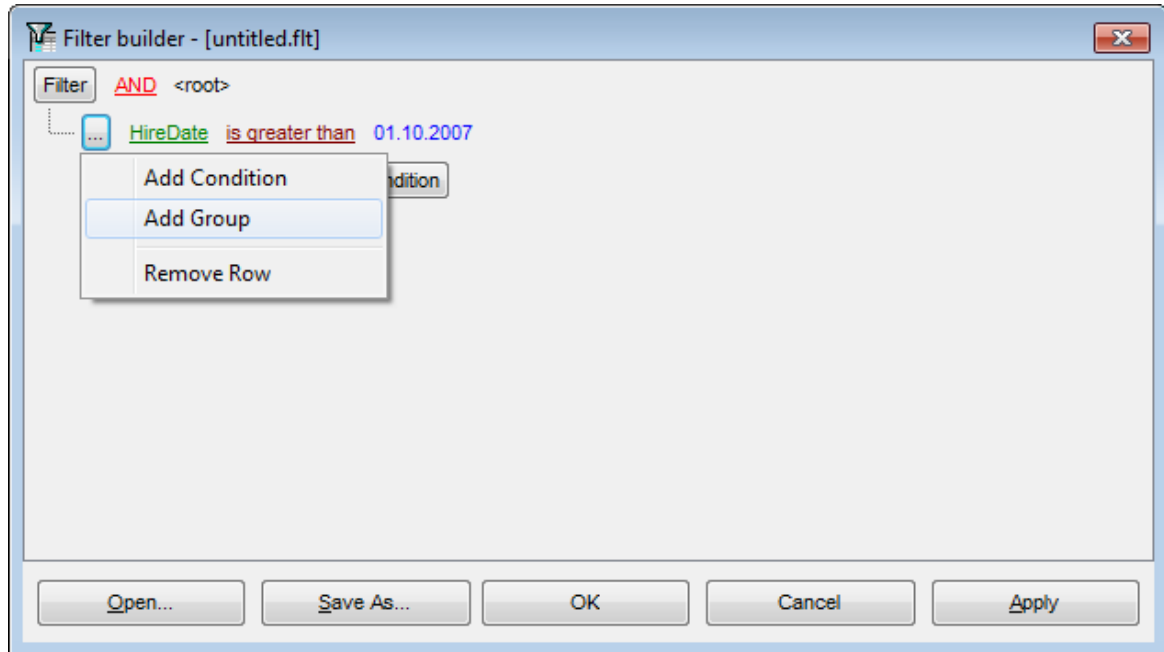 Filter builder - [untitled.flt]
Filter AND <root>
... HireDate is greater than 01.10.2007
Add Condition
Add Group
Remove Row
Open... Save As... OK Cancel Apply